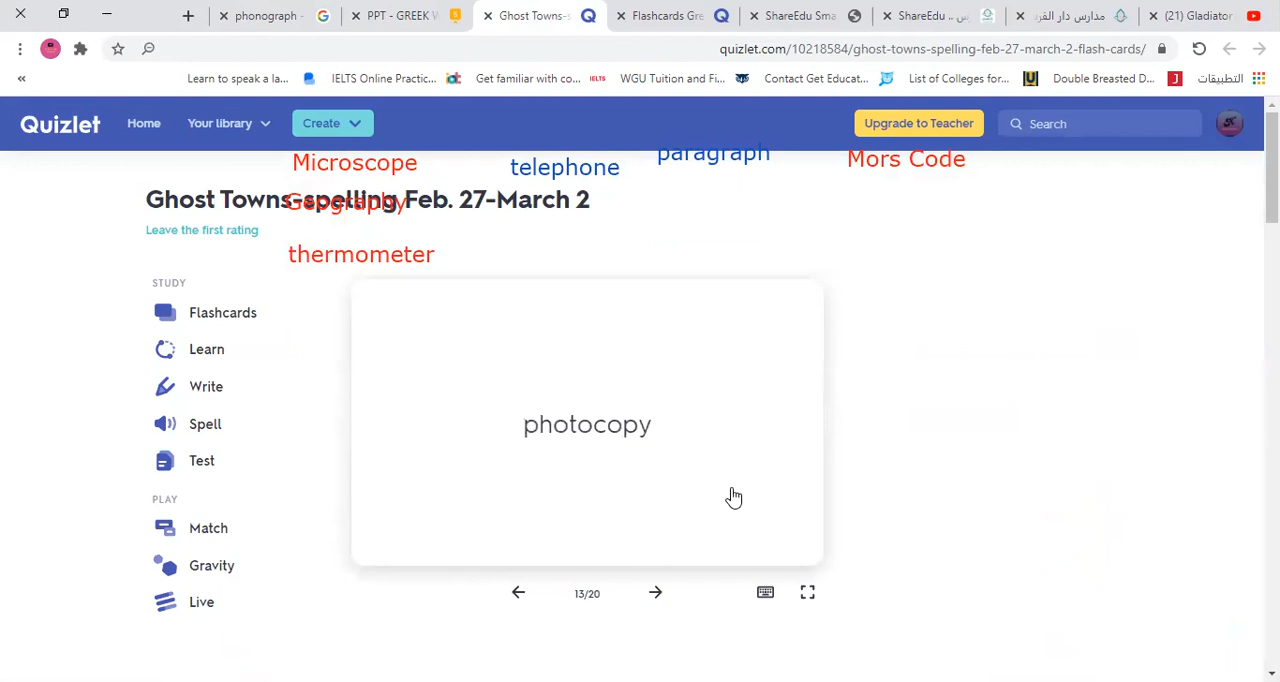 phonograph -
PPT - GREEK W
Ghost Towns-s
Flashcards Gre
ShareEdu Sma
ShareEdu ..
مدارس دار القر
(21) Gladiator
quizlet.com/10218584/ghost-towns-spelling-feb-27-march-2-flash-cards/
Learn to speak a la...
IELTS Online Practic...
Get familiar with co...
IELTS
WGU Tuition and Fi...
Contact Get Educat...
List of Colleges for...
Double Breasted D...
التطبيقات
Quizlet
Home
Your library
Create
Upgrade to Teacher
Search
Microscope
telephone
paragraph
Mors Code
Ghost Towns-spelling Feb. 27-March 2
Geography
Leave the first rating
thermometer
STUDY
Flashcards
Learn
Write
Spell
Test
photocopy
PLAY
Match
Gravity
Live
13/20